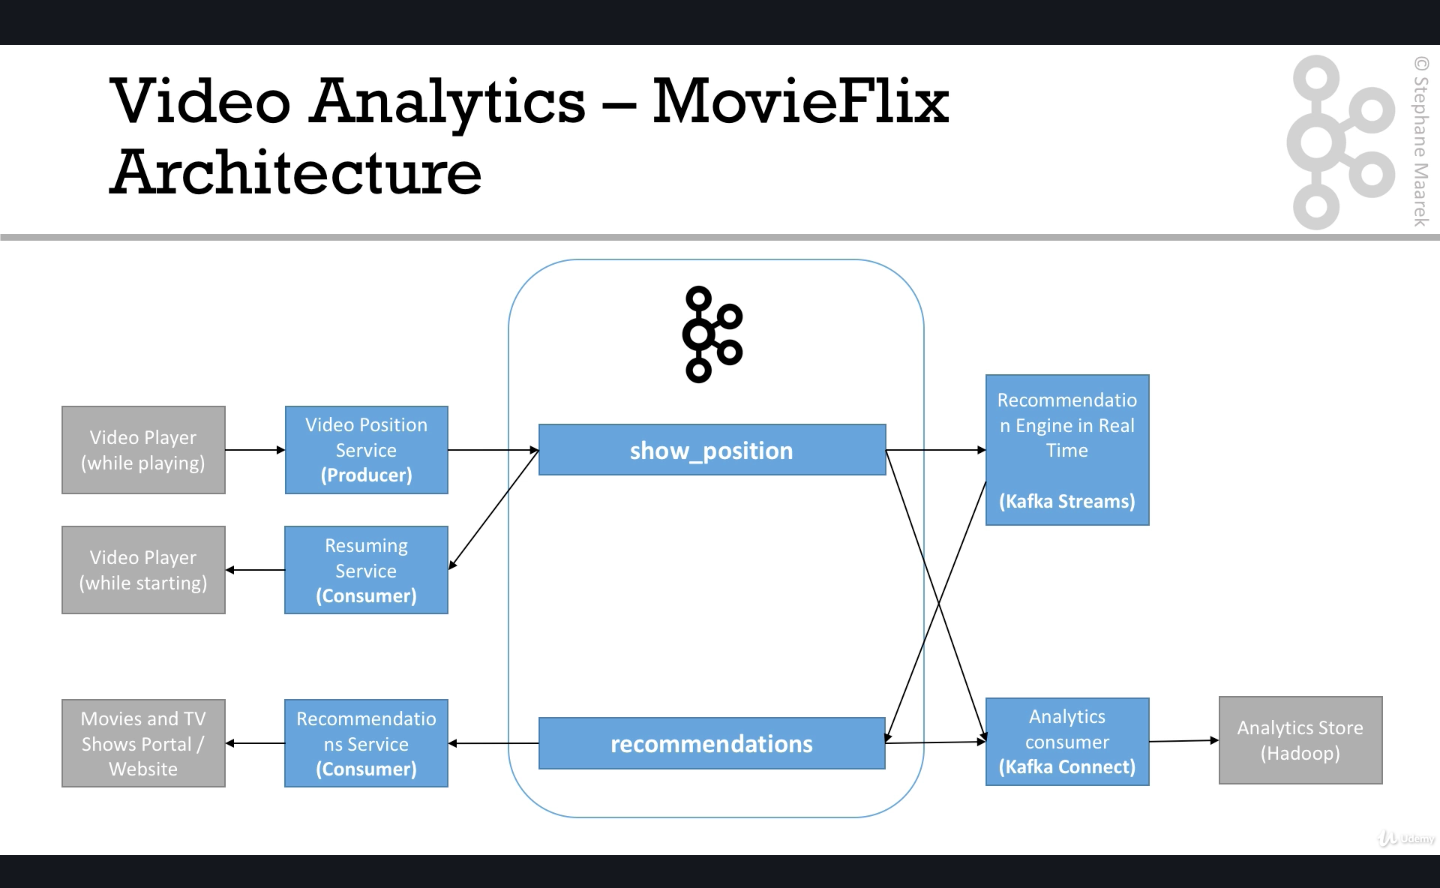 Video Analytics – MovieFlix
Architecture
© Stephane Maarek
Video Player
(while playing)
Video Position
Service
(Producer)
show_position
Recommendatio
n Engine in Real
Time
(Kafka Streams)
Video Player
(while starting)
Resuming
Service
(Consumer)
Movies and TV
Shows Portal /
Website
Recommendatio
ns Service
(Consumer)
recommendations
Analytics
consumer
(Kafka Connect)
Analytics Store
(Hadoop)
Udemy